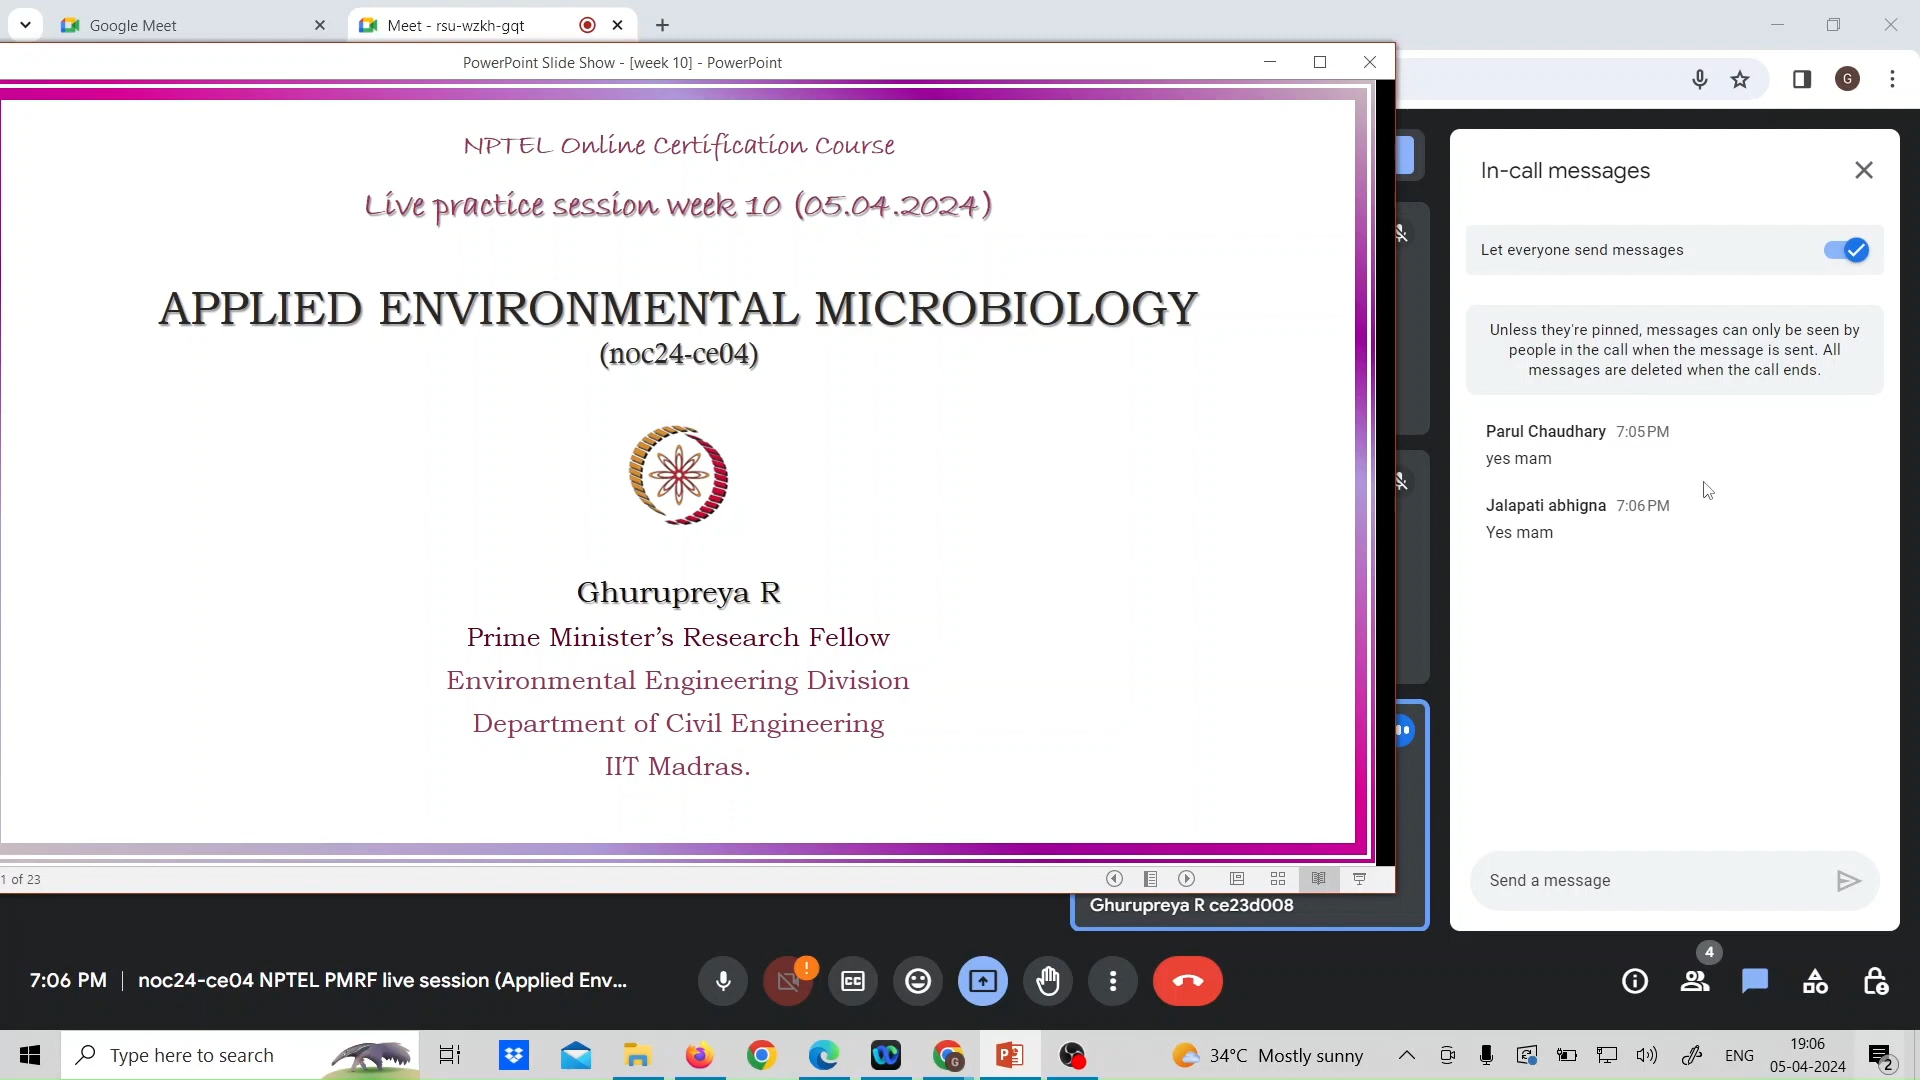 Google Meet
Meet - rsu-wzkh-gqt
PowerPoint Slide Show - [week 10] - PowerPoint
G
NPTEL Online Certification Course
Live practice session week 10 (05.04.2024)
APPLIED ENVIRONMENTAL MICROBIOLOGY
(noc24-ce04)
Ghurupreya R
Prime Minister's Research Fellow
Environmental Engineering Division
Department of Civil Engineering
IIT Madras.
1 of 23
Ghurupreya R ce23d008
In-call messages
Let everyone send messages
Unless they're pinned, messages can only be seen by
people in the call when the message is sent. All
messages are deleted when the call ends.
Parul Chaudhary 7:05 PM
yes mam
Jalapati abhigna 7:06 PM
Yes mam
Send a message
7:06 PM | noc24-ce04 NPTEL PMRF live session (Applied Env...
!
CC
4
Type here to search
G
P
34°C Mostly sunny
ENG
19:06
05-04-2024
2